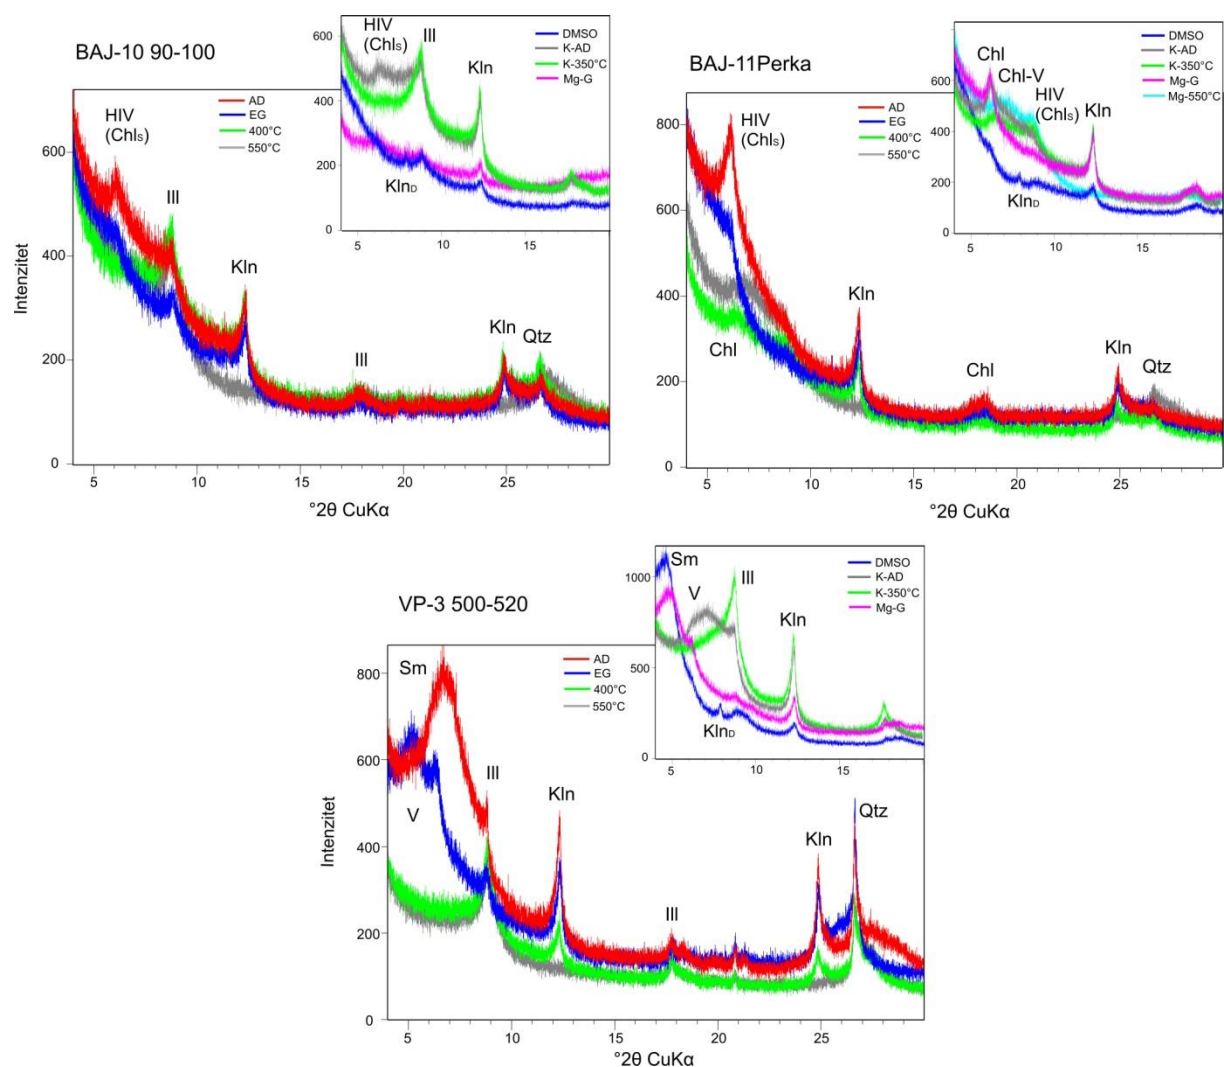 BAJ-10 90-100
HIV
(Chls)
Ill
Kln
Ill
Kln
Qtz
AD
EG
400°C
550°C
600
400
200
0
5
10
15
20
25
Intenzitet
°2θ CuKα
HIV
(Chls)
Ill
Kln
KlnD
DMSO
K-AD
K-350°C
Mg-G
600
400
200
0
5
10
15
BAJ-11Perka
HIV
(Chls)
Chl
Kln
Chl
Kln
Qtz
AD
EG
400°C
550°C
800
600
400
200
0
5
10
15
20
25
Intenzitet
°2θ CuKα
Chl
Chl-V
HIV
(Chls)
Kln
KlnD
DMSO
K-AD
K-350°C
Mg-G
Mg-550°C
600
400
200
0
5
10
15
VP-3 500-520
Sm
V
Ill
Kln
Ill
Kln
Qtz
AD
EG
400°C
550°C
800
600
400
200
0
5
10
15
20
25
Intenzitet
°2θ CuKα
Sm
V
Ill
Kln
KlnD
DMSO
K-AD
K-350°C
Mg-G
1000
500
0
5
10
15